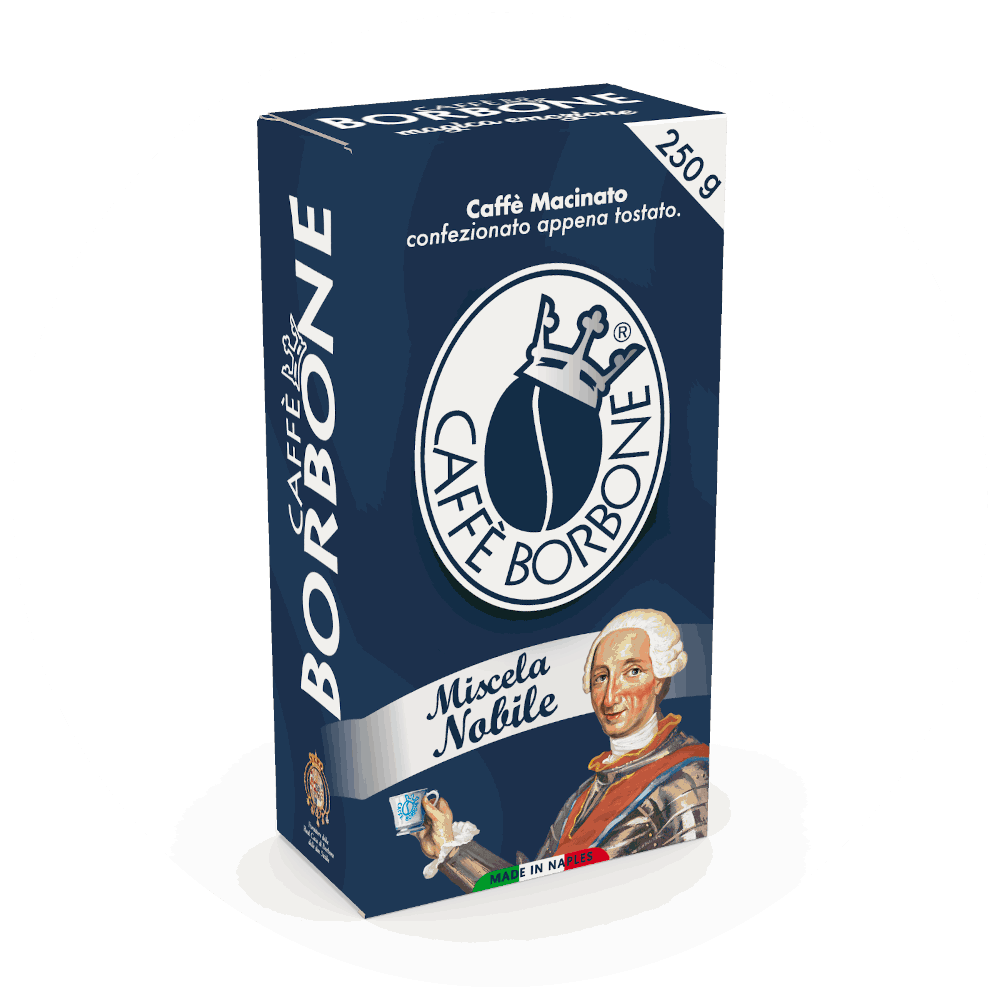 CAFFÈ
BORBONE
magica emozione
250 g
Caffè Macinato
confezionato appena tostato.
®
CAFFÈ BORBONE
Miscela
Nobile
MADE IN NAPLES
CAFFÈ
BORBONE